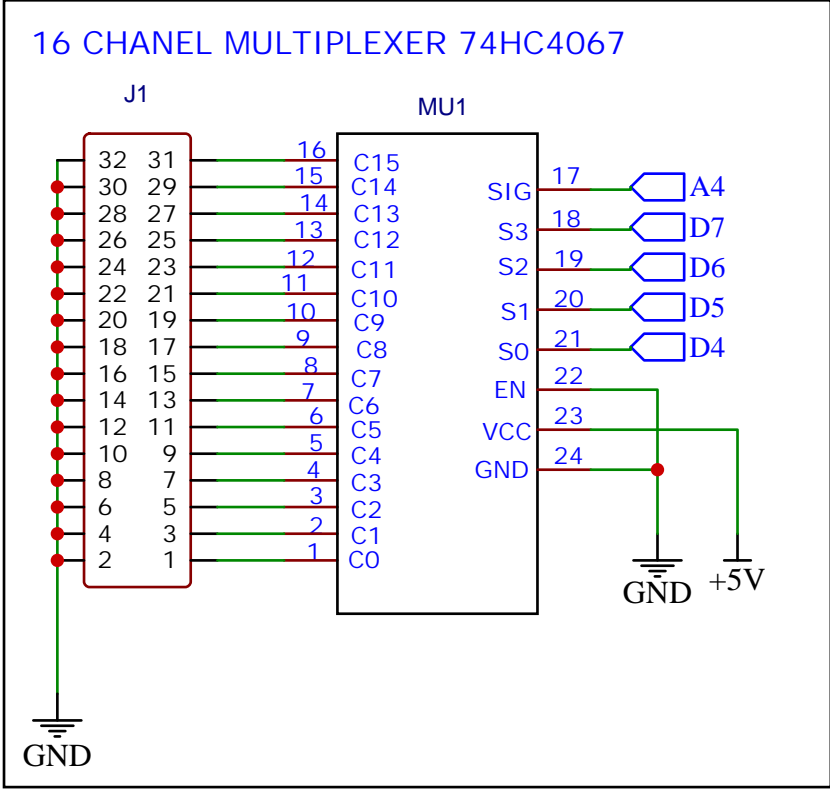 16 CHANEL MULTIPLEXER 74HC4067
J1
MU1
32 31 16 C15
30 29 15 C14
28 27 14 C13
26 25 13 C12
24 23 12 C11
22 21 11 C10
20 19 10 C9
18 17 9 C8
16 15 8 C7
14 13 7 C6
12 11 6 C5
10 9 5 C4
8 7 4 C3
6 5 3 C2
4 3 2 C1
2 1 1 C0
SIG 17 A4
S3 18 D7
S2 19 D6
S1 20 D5
S0 21 D4
EN 22
VCC 23
GND 24
GND +5V
GND